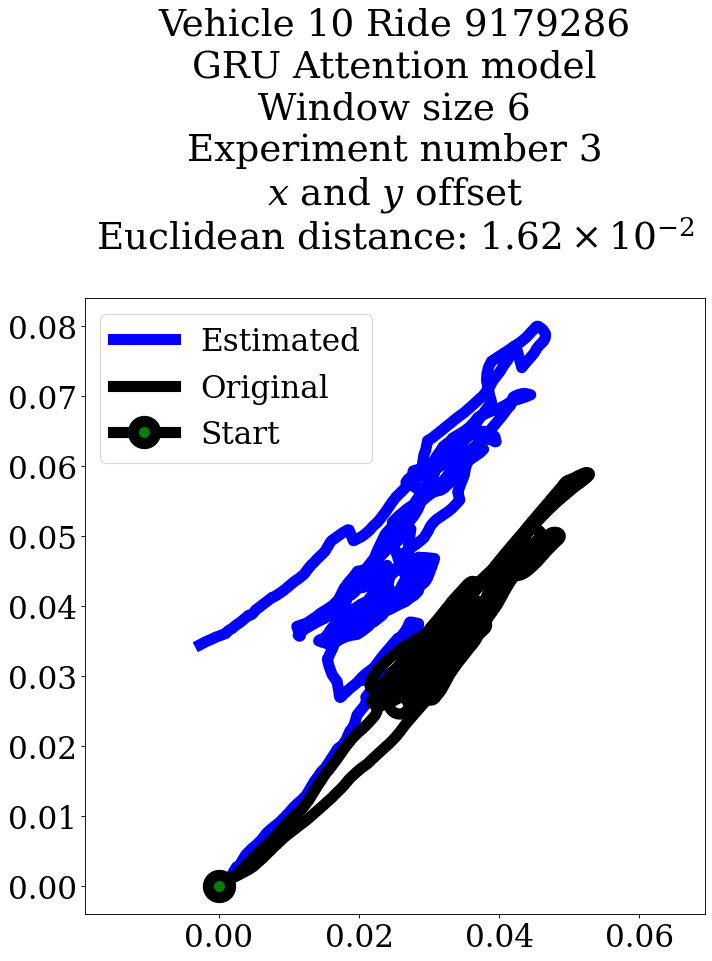 Vehicle 10 Ride 9179286
GRU Attention model
Window size 6
Experiment number 3
x and y offset
Euclidean distance: 1.62 × 10⁻²
Estimated
Original
Start
0.08
0.07
0.06
0.05
0.04
0.03
0.02
0.01
0.00
0.00 0.02 0.04 0.06